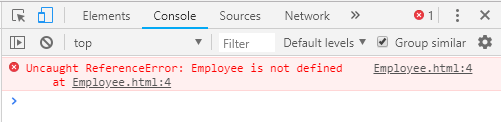 Elements Console Sources Network » 1
top Filter Default levels Group similar
Uncaught ReferenceError: Employee is not defined Employee.html:4
at Employee.html:4